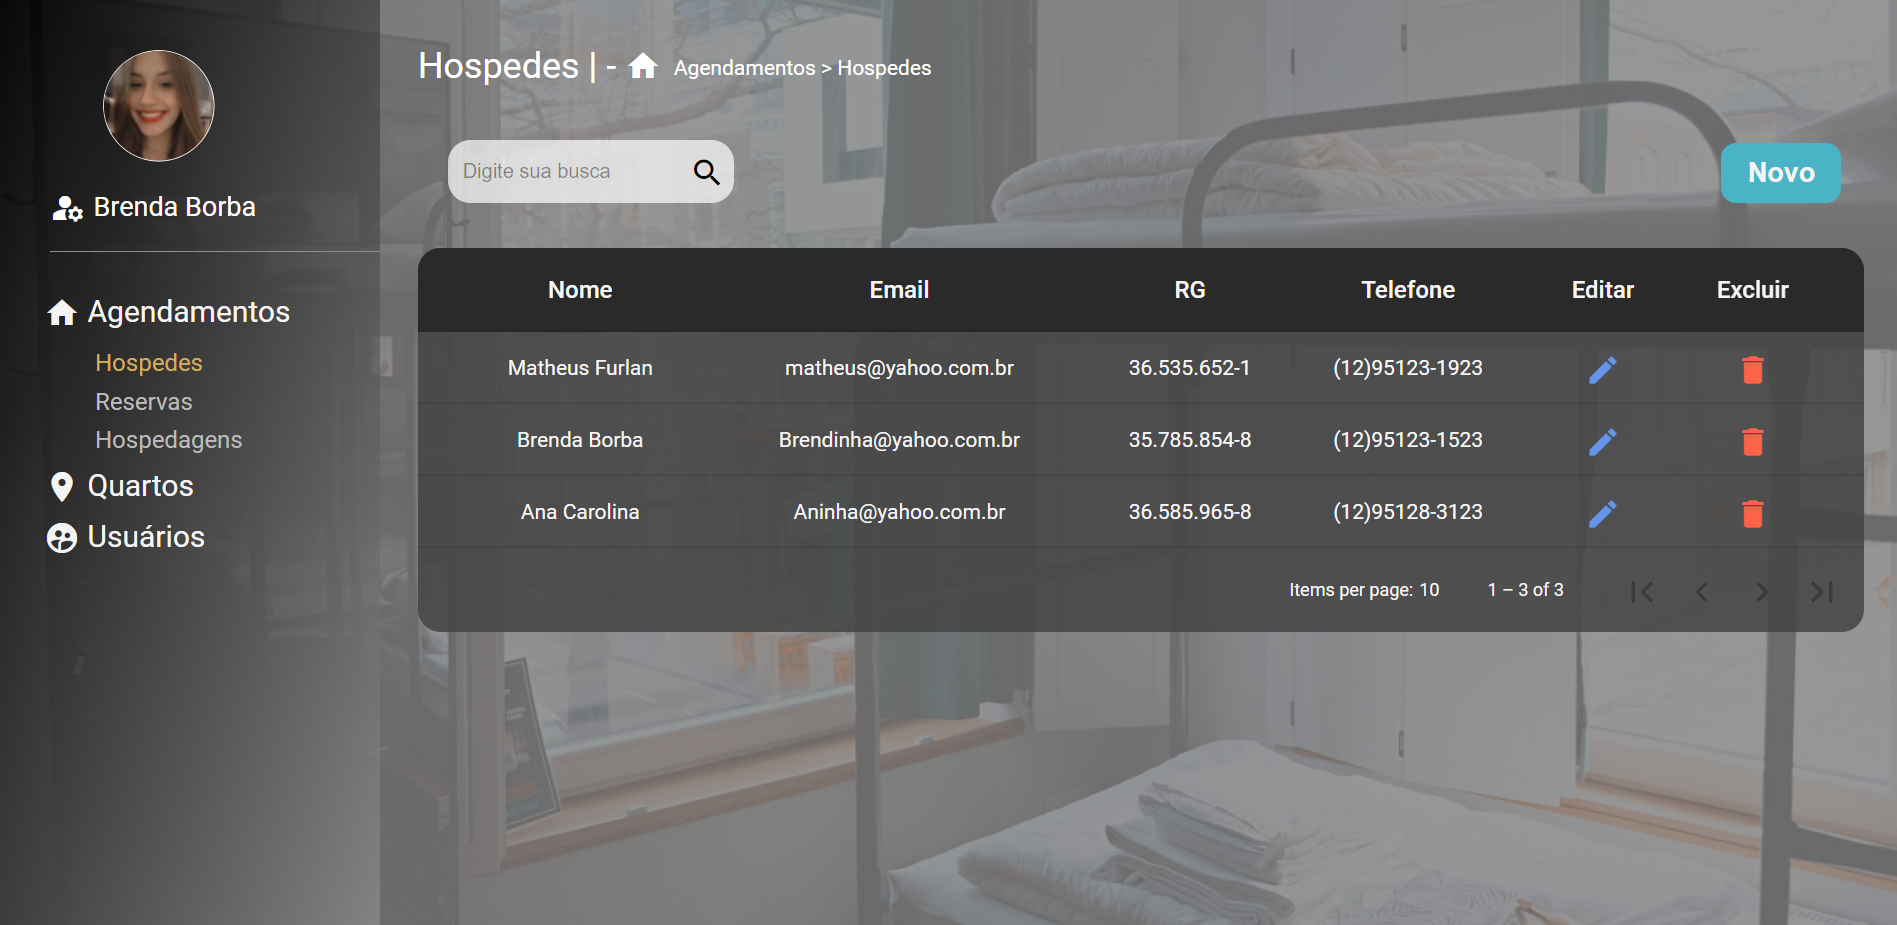 Brenda Borba
Agendamentos
Hospedes
Reservas
Hospedagens
Quartos
Usuários
Hospedes | - Agendamentos > Hospedes
Digite sua busca
Novo
Nome Email RG Telefone Editar Excluir
Matheus Furlan matheus@yahoo.com.br 36.535.652-1 (12)95123-1923
Brenda Borba Brendinha@yahoo.com.br 35.785.854-8 (12)95123-1523
Ana Carolina Aninha@yahoo.com.br 36.585.965-8 (12)95128-3123
Items per page: 10 1 – 3 of 3